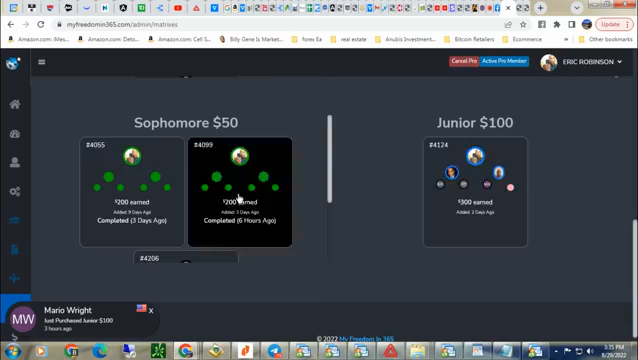 myfreedomin365.com/admin/matrixes
Update
Amazon.com: Detc
Amazon.com: Cell S
Billy Gene Is Market
forex Ea
real estate
Anubis Investment
Bitcoin Retailers
Ecommerce
Other bookmarks
Cancel Pro
Active Pro Member
ERIC ROBINSON
Sophomore $50
Junior $100
#4055
#4099
#4124
$200 earned
Added: 9 Days Ago
Completed (3 Days Ago)
$200 earned
Added: 3 Days Ago
Completed (6 Hours Ago)
$300 earned
Added: 2 Days Ago
#4206
MW
Mario Wright
Just Purchased Junior $100
3 hours ago
x
© 2022 My Freedom In 365
3:35 PM
8/29/2022